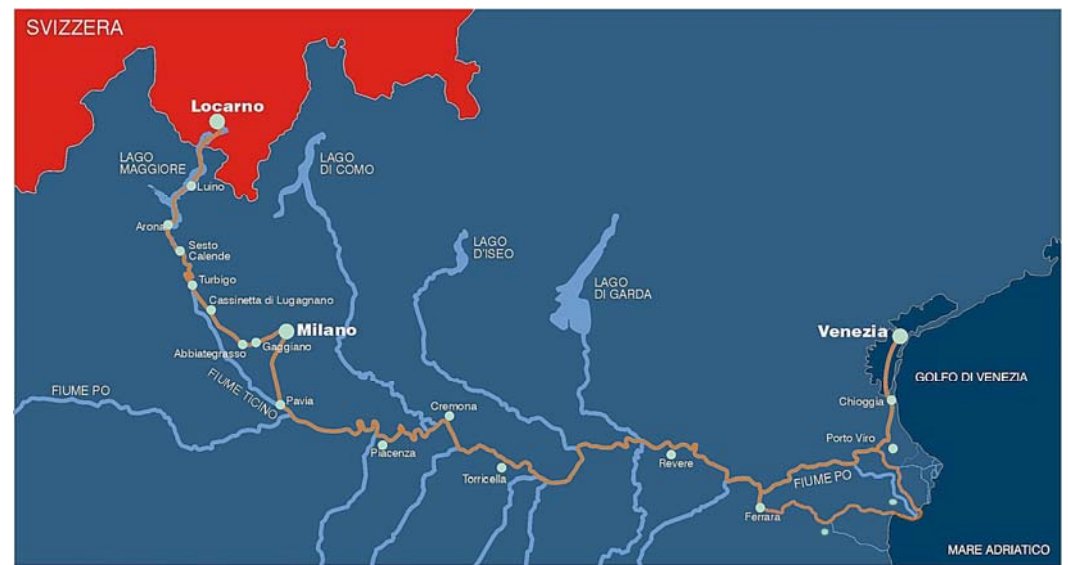 SVIZZERA
Locarno
LAGO
MAGGIORE
LAGO
DI COMO
Luino
Arona
LAGO
D'ISEO
Sesto
Calende
Turbigo
LAGO
DI GARDA
Cassinetta di Lugagnano
Milano
Venezia
Abbiategrasso
Gaggiano
GOLFO DI VENEZIA
FIUME PO
FIUME TICINO
Pavia
Cremona
Chioggia
Piacenza
Porto Viro
Torricella
Revere
FIUME PO
Ferrara
MARE ADRIATICO